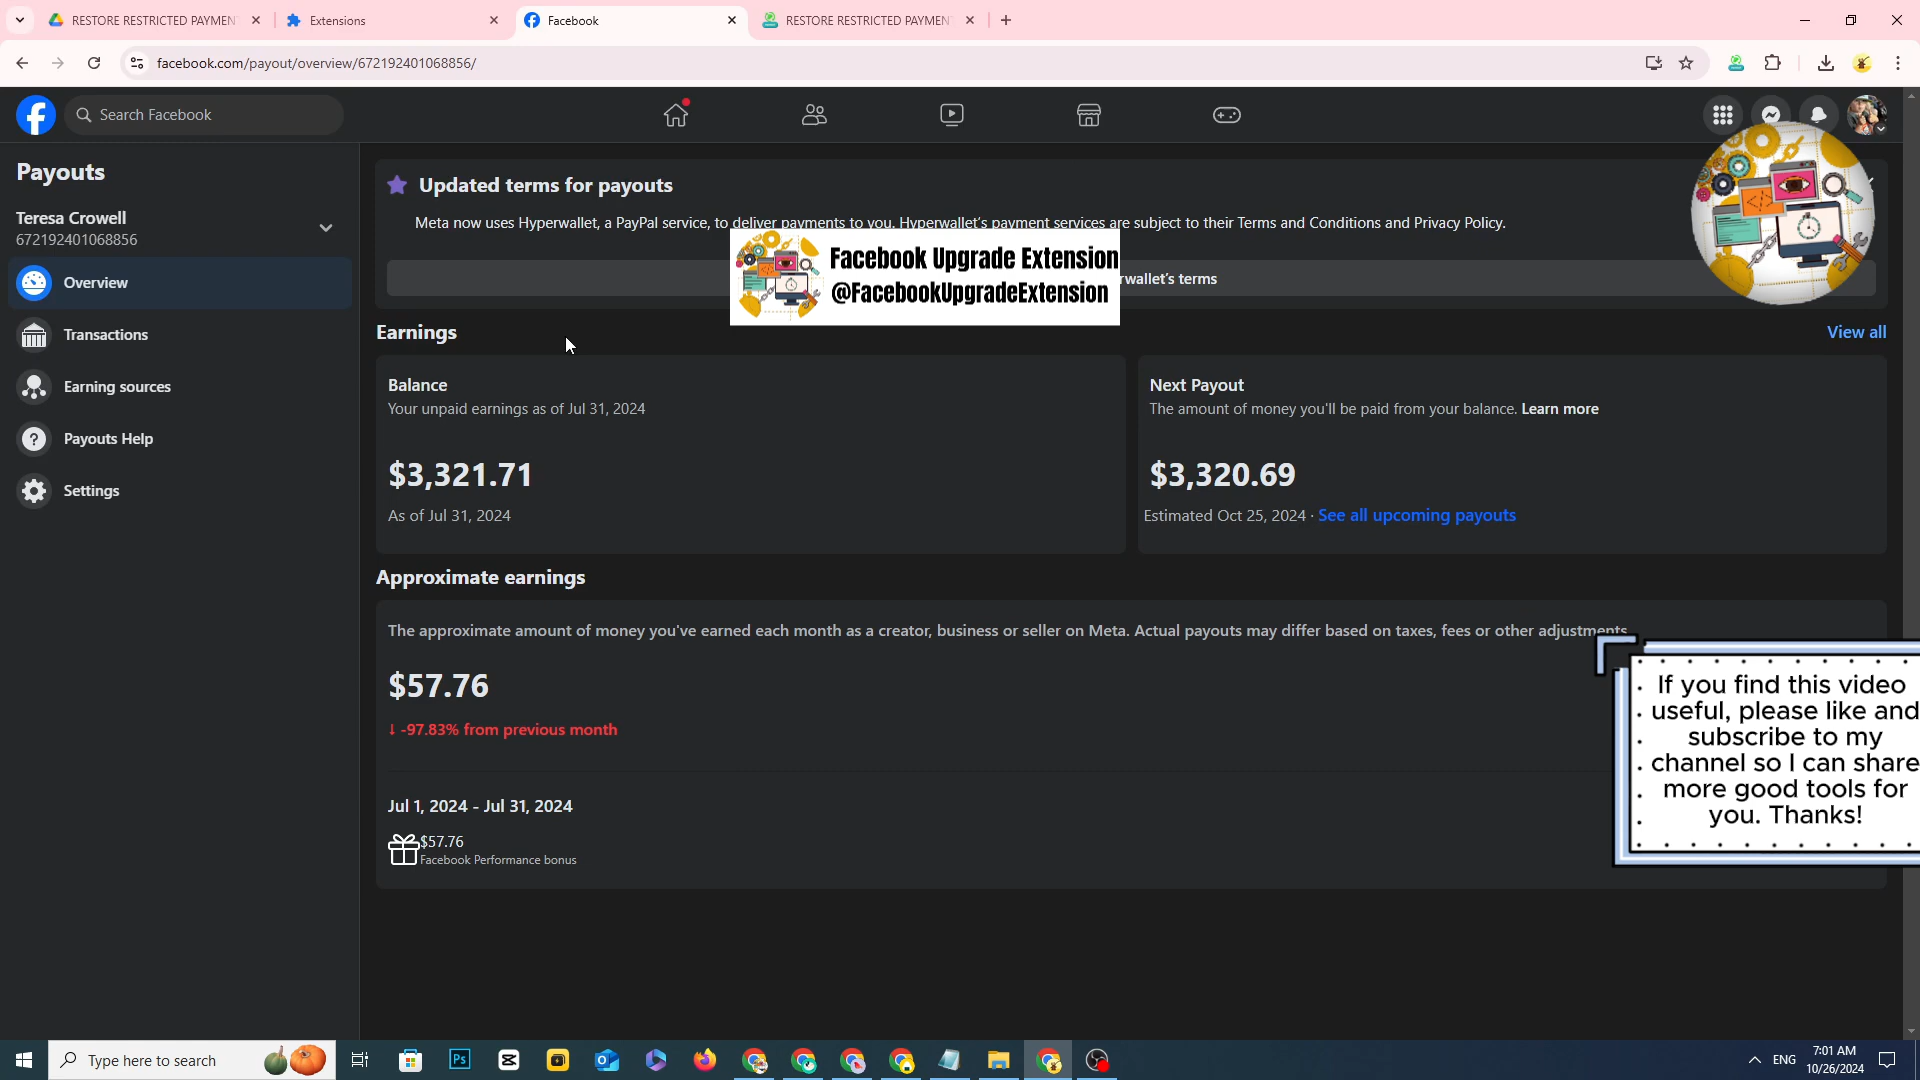 RESTORE RESTRICTED PAYMEN
Extensions
Facebook
RESTORE RESTRICTED PAYMEN
facebook.com/payout/overview/672192401068856/
Search Facebook
Payouts
Teresa Crowell
672192401068856
Overview
Transactions
Earning sources
Payouts Help
Settings
Updated terms for payouts
Meta now uses Hyperwallet, a PayPal service, to deliver payments to you. Hyperwallet's payment services are subject to their Terms and Conditions and Privacy Policy.
rwallet's terms
Facebook Upgrade Extension
@FacebookUpgradeExtension
Earnings
View all
Balance
Your unpaid earnings as of Jul 31, 2024
$3,321.71
As of Jul 31, 2024
Next Payout
The amount of money you'll be paid from your balance. Learn more
$3,320.69
Estimated Oct 25, 2024 · See all upcoming payouts
Approximate earnings
The approximate amount of money you've earned each month as a creator, business or seller on Meta. Actual payouts may differ based on taxes, fees or other adjustments
$57.76
↓ -97.83% from previous month
Jul 1, 2024 - Jul 31, 2024
$57.76
Facebook Performance bonus
If you find this video
useful, please like and
subscribe to my
channel so I can share
more good tools for
you. Thanks!
Type here to search
Ps
ENG
7:01 AM
10/26/2024